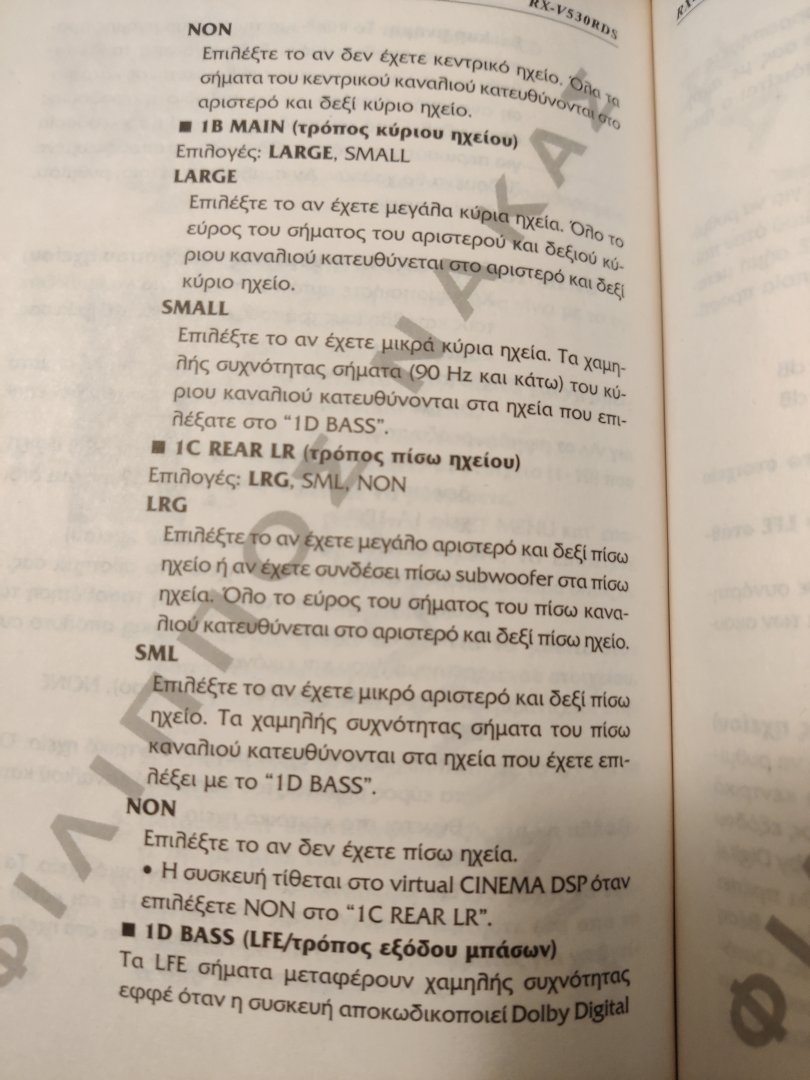 RX-V530RDS
NON
Επιλέξτε το αν δεν έχετε κεντρικό ηχείο. Όλα τα
σήματα του κεντρικού καναλιού κατευθύνονται στο
αριστερό και δεξί κύριο ηχείο.
■ 1B MAIN (τρόπος κύριου ηχείου)
Επιλογές: LARGE, SMALL
LARGE
Επιλέξτε το αν έχετε μεγάλα κύρια ηχεία. Όλο το
εύρος του σήματος του αριστερού και δεξιού κύ-
ριου καναλιού κατευθύνεται στο αριστερό και δεξί
κύριο ηχείο.
SMALL
Επιλέξτε το αν έχετε μικρά κύρια ηχεία. Τα χαμη-
λής συχνότητας σήματα (90 Hz και κάτω) του κύ-
ριου καναλιού κατευθύνονται στα ηχεία που επι-
λέξατε στο “1D BASS”.
■ 1C REAR LR (τρόπος πίσω ηχείου)
Επιλογές: LRG, SML, NON
LRG
Επιλέξτε το αν έχετε μεγάλο αριστερό και δεξί πίσω
ηχείο ή αν έχετε συνδέσει πίσω subwoofer στα πίσω
ηχεία. Όλο το εύρος του σήματος του πίσω κανα-
λιού κατευθύνεται στο αριστερό και δεξί πίσω ηχείο.
SML
Επιλέξτε το αν έχετε μικρό αριστερό και δεξί πίσω
ηχείο. Τα χαμηλής συχνότητας σήματα του πίσω
καναλιού κατευθύνονται στα ηχεία που έχετε επι-
λέξει με το “1D BASS”.
NON
Επιλέξτε το αν δεν έχετε πίσω ηχεία.
• Η συσκευή τίθεται στο virtual CINEMA DSP όταν
επιλέξετε NON στο “1C REAR LR”.
■ 1D BASS (LFE/τρόπος εξόδου μπάσων)
Τα LFE σήματα μεταφέρουν χαμηλής συχνότητας
εφφέ όταν η συσκευή αποκωδικοποιεί Dolby Digital
ΦΙΛΙΠΠΟΣ ΝΑΚΑΣ